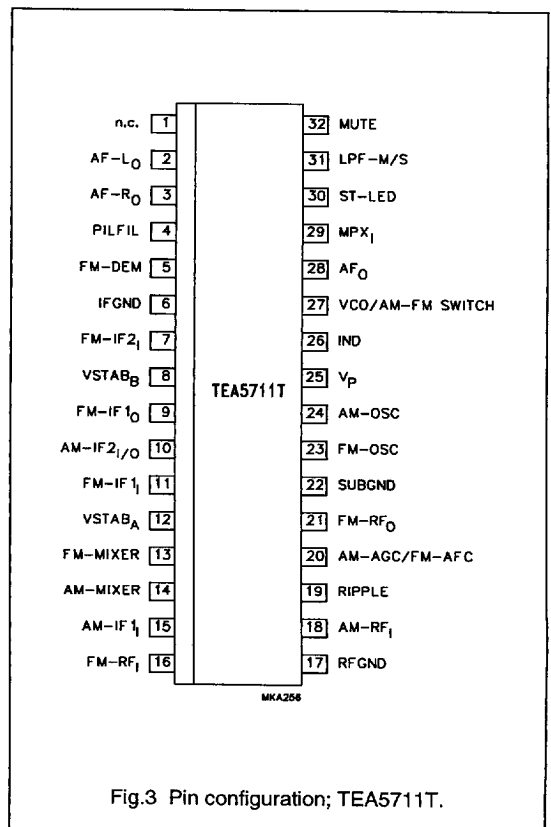 n.c. 1 32 MUTE
AF-LO 2 31 LPF-M/S
AF-RO 3 30 ST-LED
PILFIL 4 29 MPXI
FM-DEM 5 28 AFO
IFGND 6 27 VCO/AM-FM SWITCH
FM-IF2I 7 26 IND
VSTABB 8 25 VP
TEA5711T
FM-IF1O 9 24 AM-OSC
AM-IF2I/O 10 23 FM-OSC
FM-IF1I 11 22 SUBGND
VSTABA 12 21 FM-RFO
FM-MIXER 13 20 AM-AGC/FM-AFC
AM-MIXER 14 19 RIPPLE
AM-IF1I 15 18 AM-RFI
FM-RFI 16 17 RFGND
MKA256
Fig.3 Pin configuration; TEA5711T.